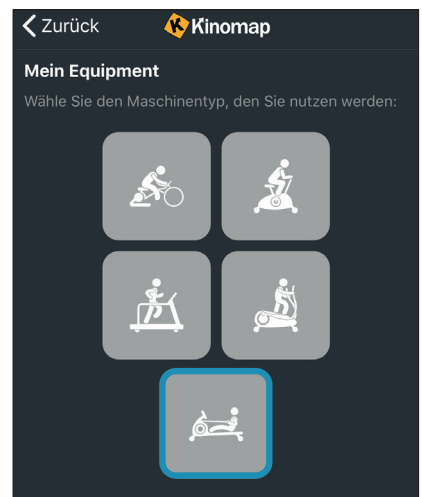 Zurück
Kinomap
Mein Equipment
Wähle Sie den Maschinentyp, den Sie nutzen werden: